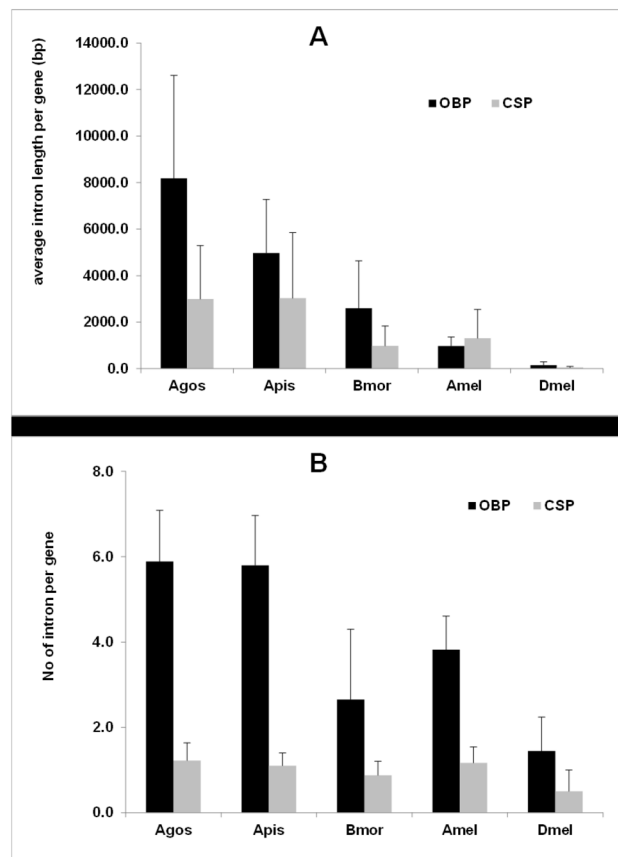 A
average intron length per gene (bp)
14000.0
12000.0
10000.0
8000.0
6000.0
4000.0
2000.0
0.0
OBP CSP
Agos Apis Bmor Amel Dmel
B
No of intron per gene
8.0
6.0
4.0
2.0
0.0
OBP CSP
Agos Apis Bmor Amel Dmel